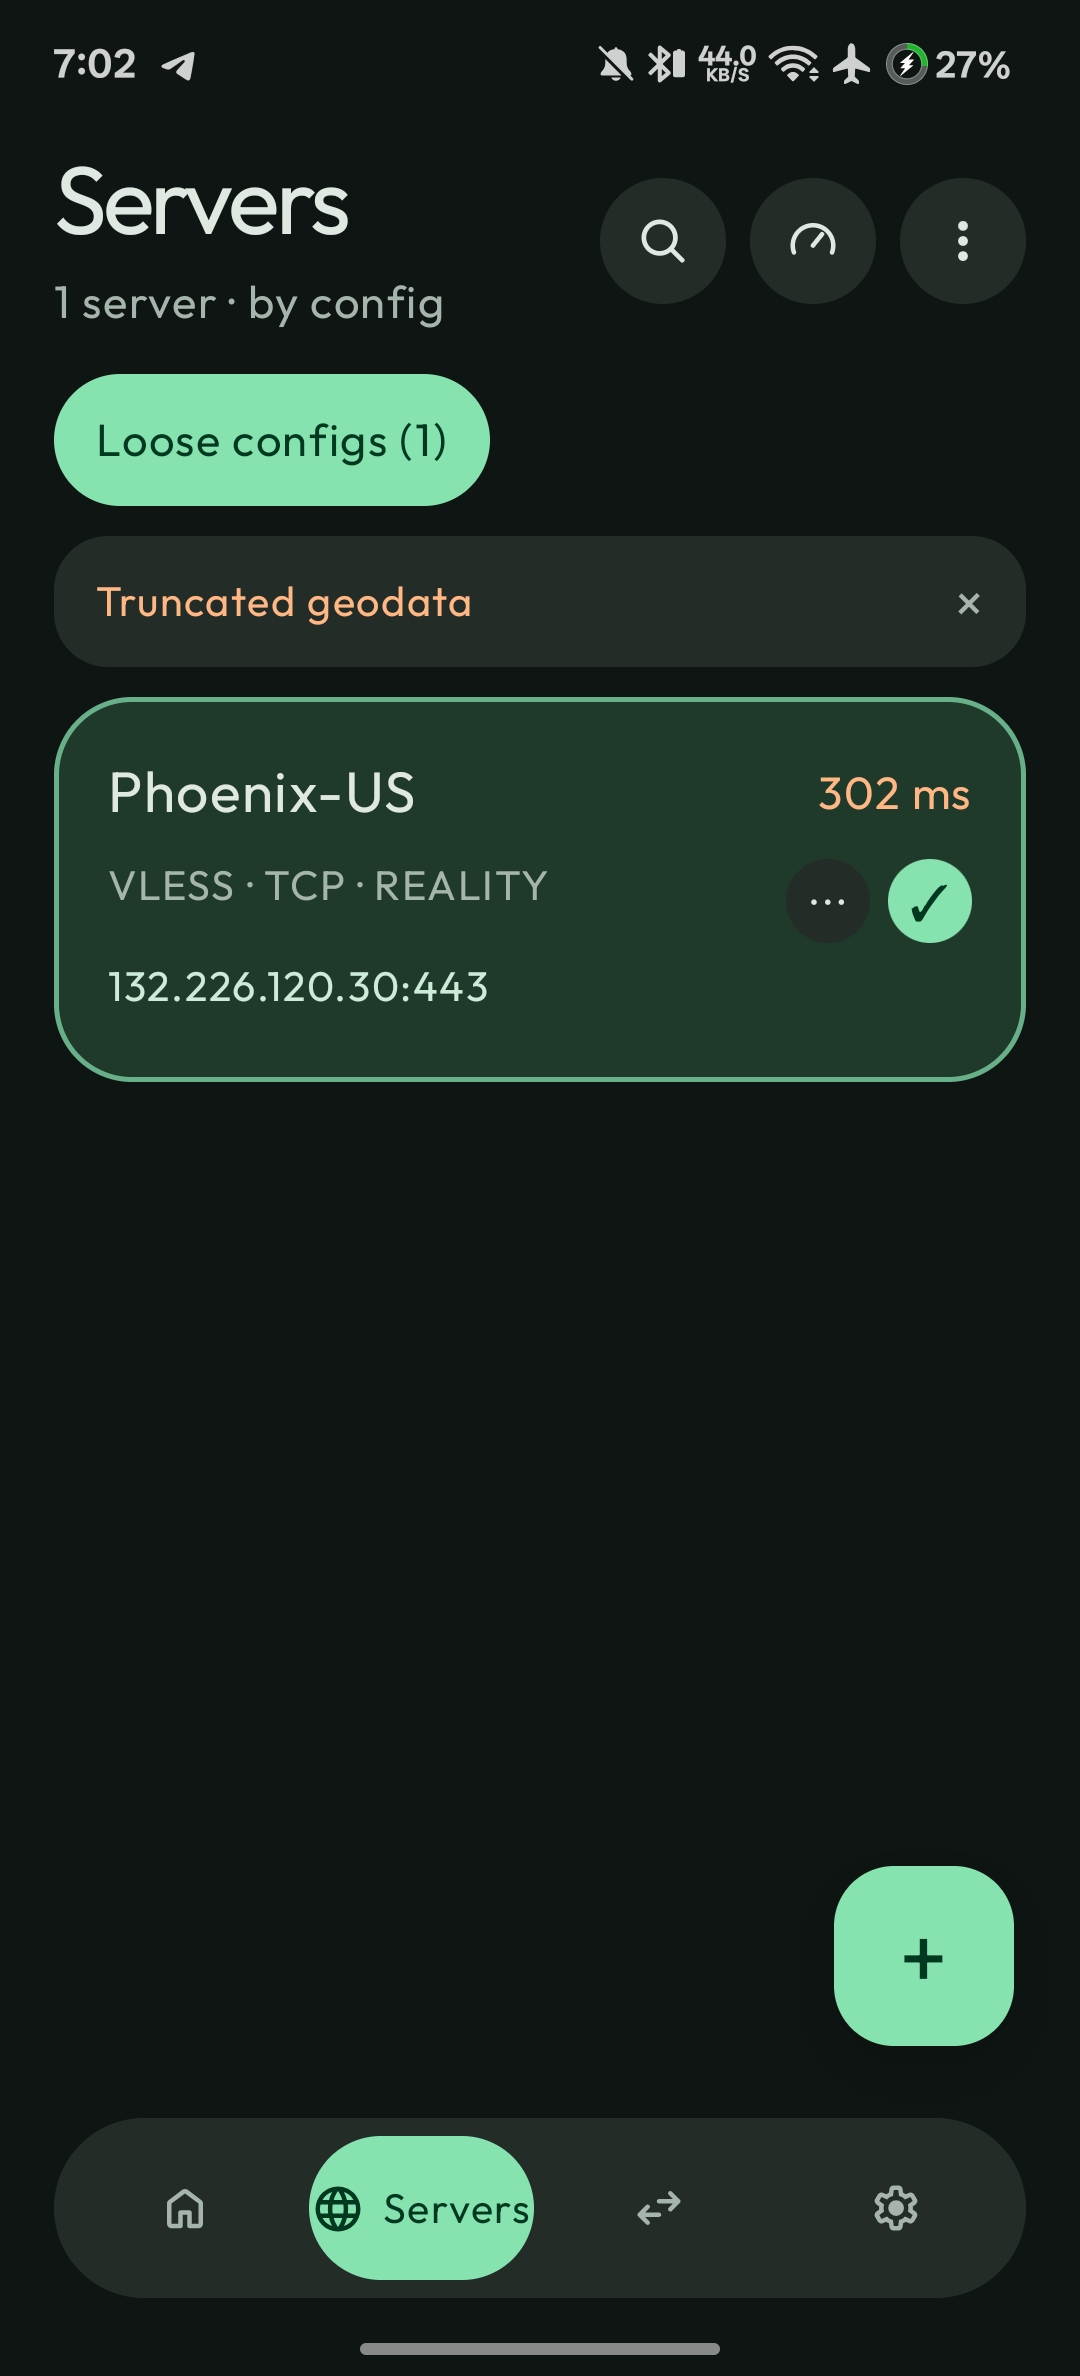 7:02
44.0
KB/S
27%
Servers
1 server · by config
Loose configs (1)
Truncated geodata
Phoenix-US
302 ms
VLESS · TCP · REALITY
132.226.120.30:443
Servers